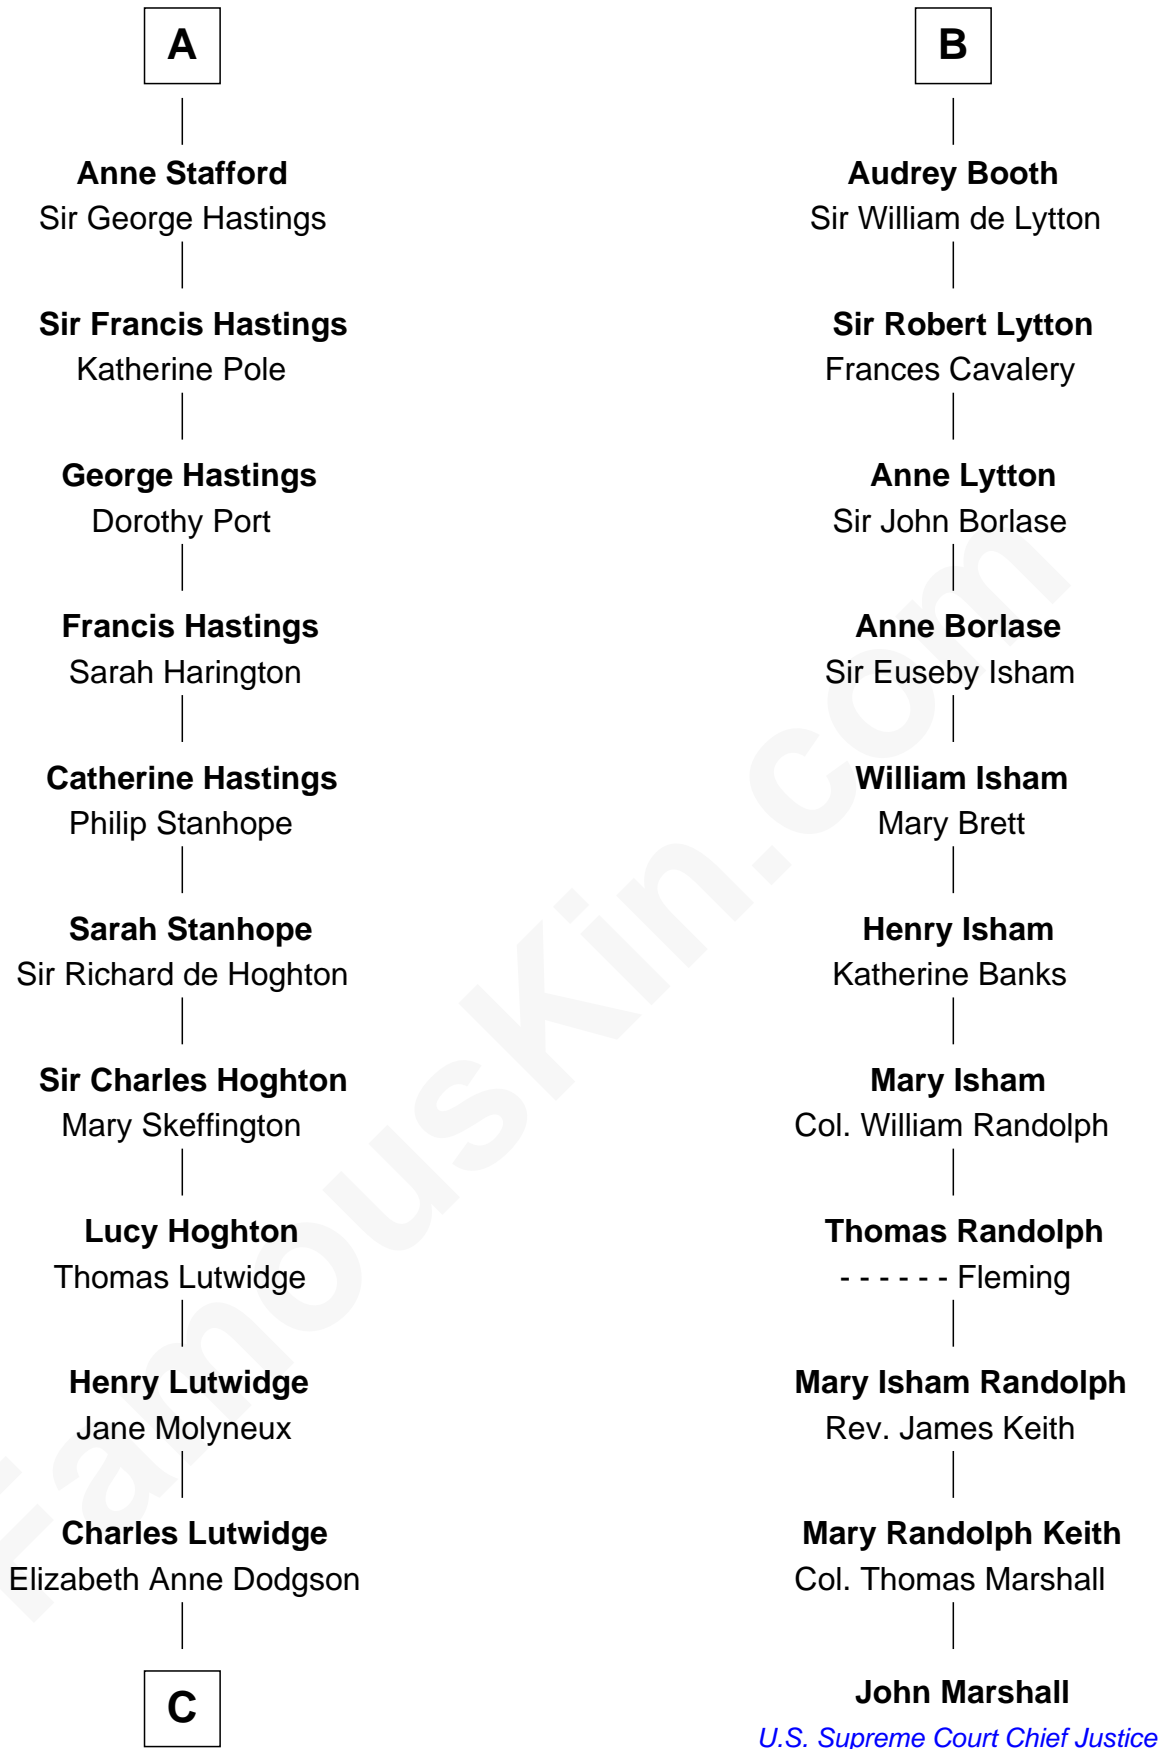 A
Anne Stafford
Sir George Hastings
Sir Francis Hastings
Katherine Pole
George Hastings
Dorothy Port
Francis Hastings
Sarah Harington
Catherine Hastings
Philip Stanhope
Sarah Stanhope
Sir Richard de Hoghton
Sir Charles Hoghton
Mary Skeffington
Lucy Hoghton
Thomas Lutwidge
Henry Lutwidge
Jane Molyneux
Charles Lutwidge
Elizabeth Anne Dodgson
C
B
Audrey Booth
Sir William de Lytton
Sir Robert Lytton
Frances Cavalery
Anne Lytton
Sir John Borlase
Anne Borlase
Sir Euseby Isham
William Isham
Mary Brett
Henry Isham
Katherine Banks
Mary Isham
Col. William Randolph
Thomas Randolph
- - - - - - Fleming
Mary Isham Randolph
Rev. James Keith
Mary Randolph Keith
Col. Thomas Marshall
John Marshall
U.S. Supreme Court Chief Justice
FamousKin.com